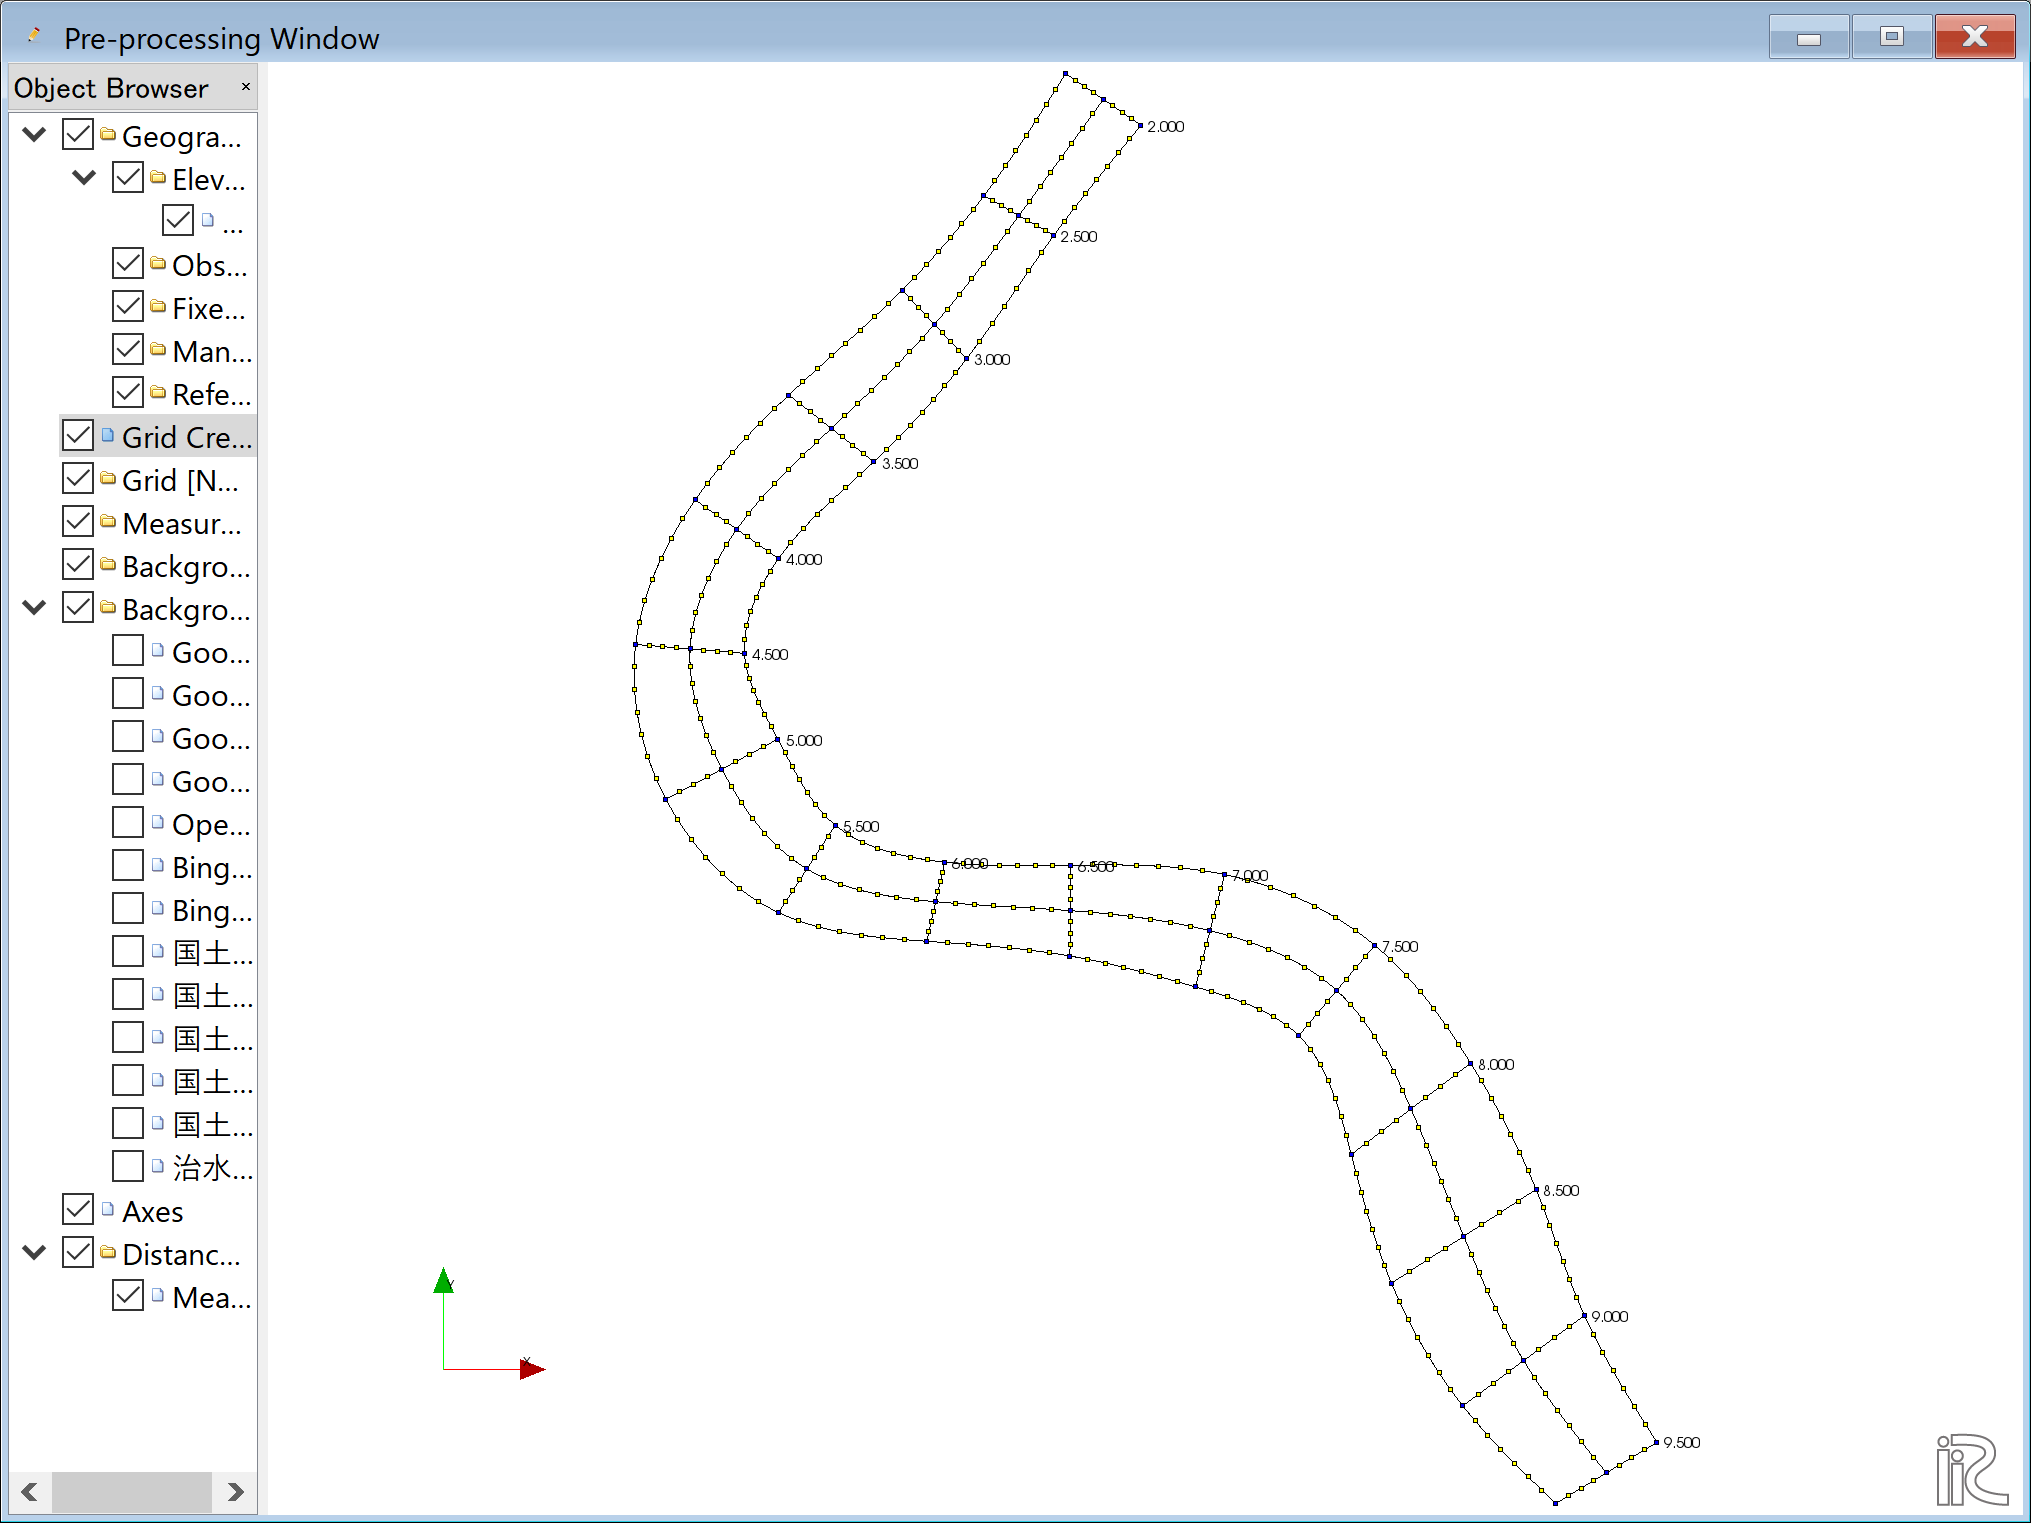 Pre-processing Window
Object Browser ×
Geogra...
Elev...
...
Obs...
Fixe...
Man...
Refe...
Grid Cre...
Grid [N...
Measur...
Backgro...
Backgro...
Goo...
Goo...
Goo...
Goo...
Ope...
Bing...
Bing...
国土...
国土...
国土...
国土...
国土...
治水...
Axes
Distanc...
Mea...
2.000
2.500
3.000
3.500
4.000
4.500
5.000
5.500
6.000
6.500
7.000
7.500
8.000
8.500
9.000
9.500
Y
X
iRIC